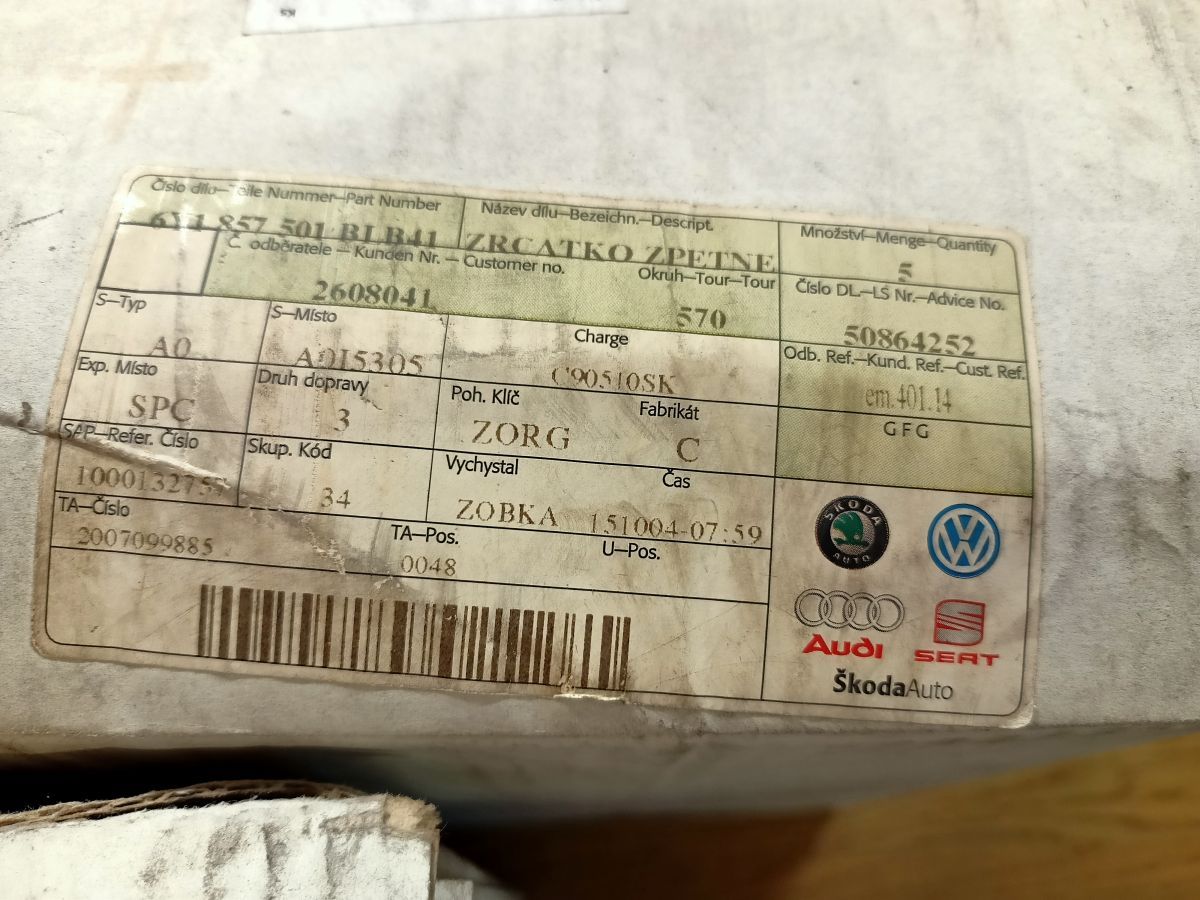 Číslo dílu—Teile Nummer—Part Number
6Y1 857 501 BLB41
Název dílu—Bezeichn.—Descript.
ZRCATKO ZPETNE
Množství—Menge—Quantity
5
Č. odběratele — Kunden Nr. — Customer no.
2608041
Okruh—Tour—Tour
570
Číslo DL.—LS Nr.—Advice No.
50864252
S—Typ
A0
S—Místo
A0I5305
Charge
C90510SK
Odb. Ref.—Kund. Ref.—Cust. Ref.
em.401.14
Exp. Místo
SPC
Druh dopravy
3
Poh. Klíč
ZORG
Fabrikát
C
GFG
SAP—Refer. Číslo
Skup. Kód
34
Vychystal
ZOBKA
Čas
151004-07:59
TA—Číslo
2007099885
TA—Pos.
0048
U—Pos.
ŠKODA
AUTO
Audi
SEAT
ŠkodaAuto